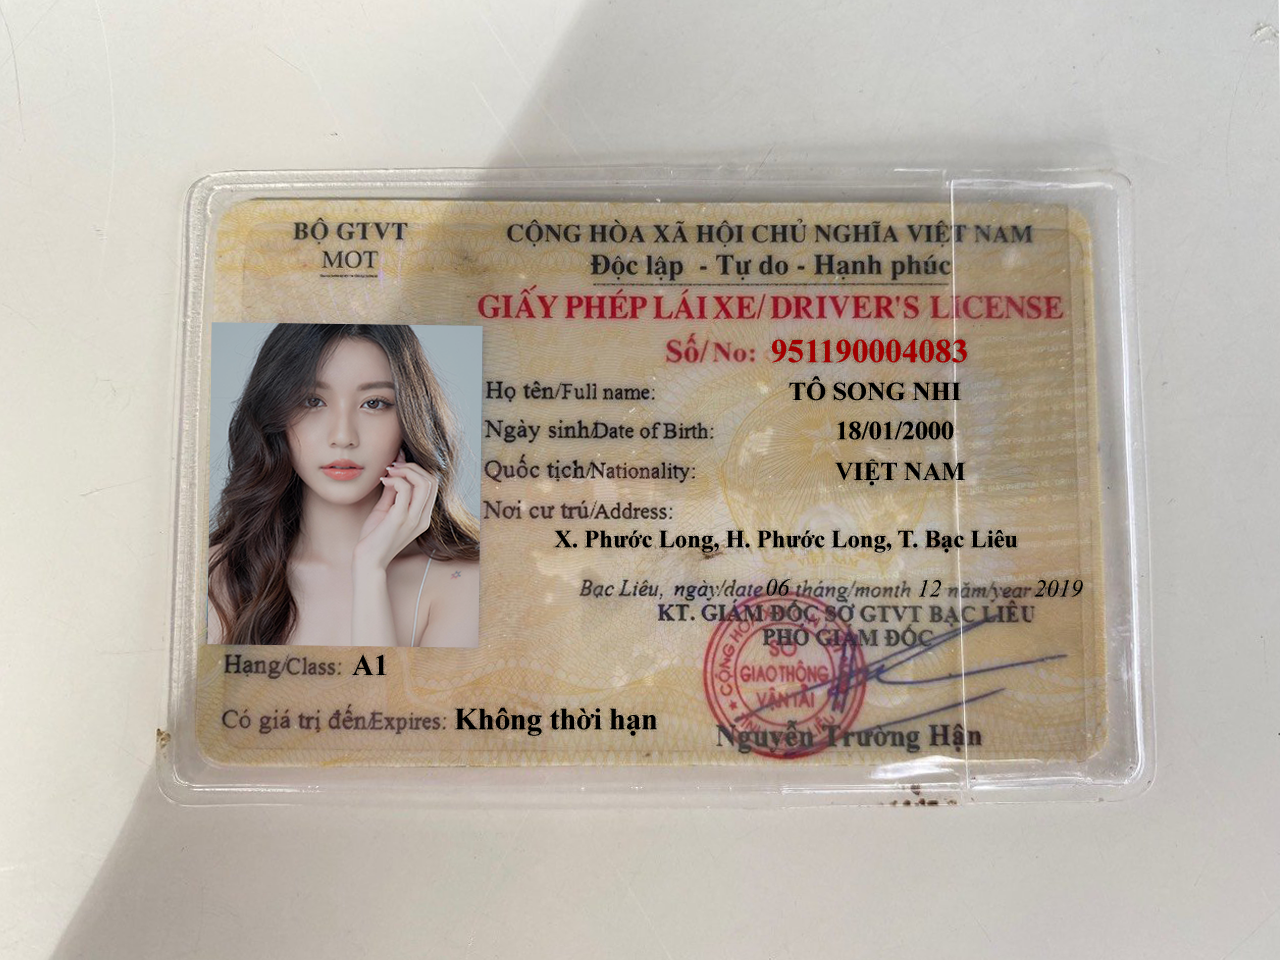 BỘ GTVT
MOT
CỘNG HÒA XÃ HỘI CHỦ NGHĨA VIỆT NAM
Độc lập - Tự do - Hạnh phúc
GIẤY PHÉP LÁI XE/ DRIVER'S LICENSE
Số/No: 951190004083
Họ tên/Full name: TÔ SONG NHI
Ngày sinh/Date of Birth: 18/01/2000
Quốc tịch/Nationality: VIỆT NAM
Nơi cư trú/Address:
X. Phước Long, H. Phước Long, T. Bạc Liêu
Bạc Liêu, ngày/date 06 tháng/month 12 năm/year 2019
KT. GIÁM ĐỐC SỞ GTVT BẠC LIÊU
PHÓ GIÁM ĐỐC
SỞ
GIAO THÔNG
VẬN TẢI
Hạng/Class: A1
Có giá trị đến/Expires: Không thời hạn
Nguyễn Trường Hận